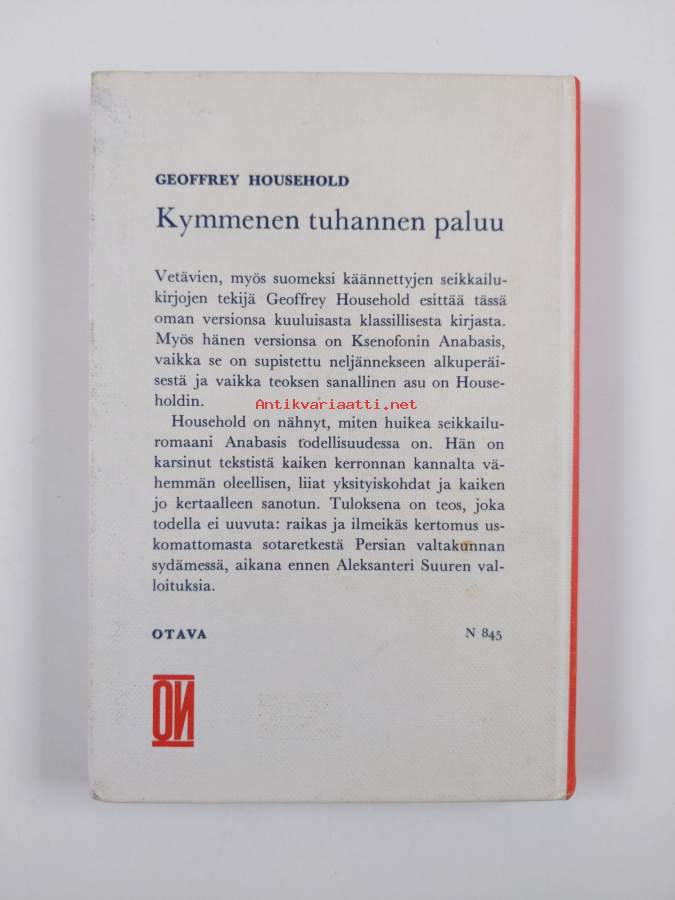 GEOFFREY HOUSEHOLD
Kymmenen tuhannen paluu
Vetävien, myös suomeksi käännettyjen seikkailu-
kirjojen tekijä Geoffrey Household esittää tässä
oman versionsa kuuluisasta klassillisesta kirjasta.
Myös hänen versionsa on Ksenofonin Anabasis,
vaikka se on supistettu neljännekseen alkuperäi-
sestä ja vaikka teoksen sanallinen asu on House-
holdin.
Antikvariaatti.net
Household on nähnyt, miten huikea seikkailu-
romaani Anabasis todellisuudessa on. Hän on
karsinut tekstistä kaiken kerronnan kannalta vä-
hemmän oleellisen, liiat yksityiskohdat ja kaiken
jo kertaalleen sanotun. Tuloksena on teos, joka
todella ei uuvuta: raikas ja ilmeikäs kertomus us-
komattomasta sotaretkestä Persian valtakunnan
sydämessä, aikana ennen Aleksanteri Suuren val-
loituksia.
OTAVA N 845
ON